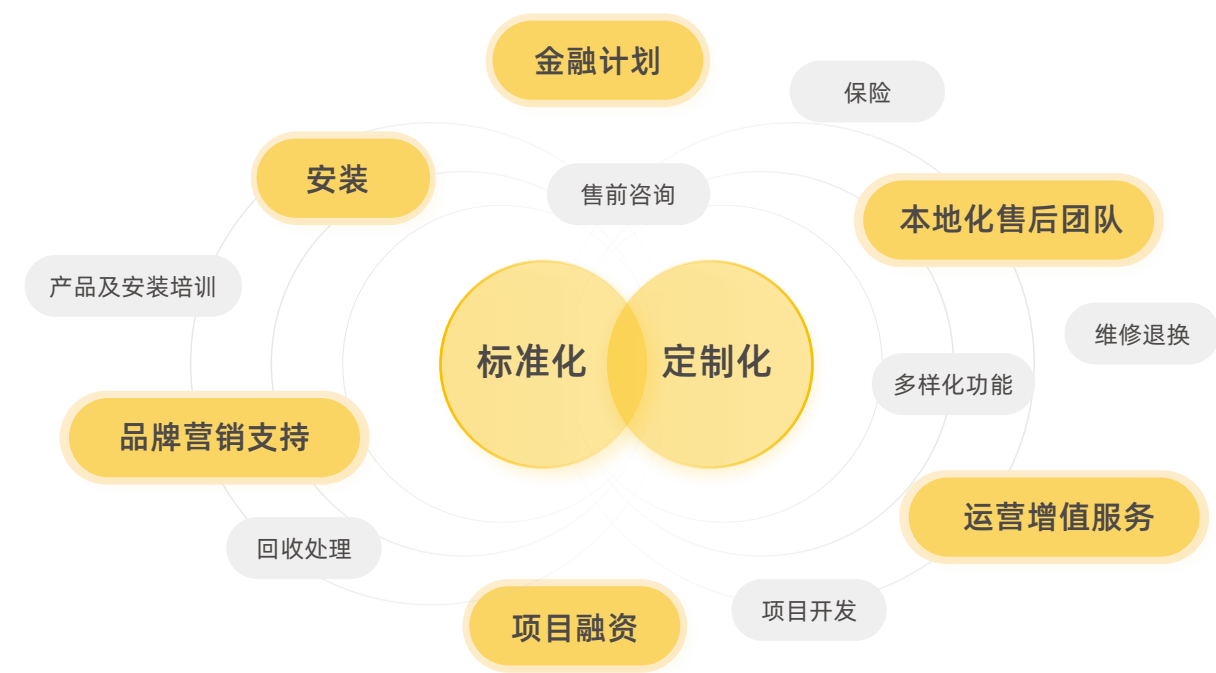 金融计划
保险
安装
售前咨询
本地化售后团队
产品及安装培训
维修退换
标准化
定制化
多样化功能
品牌营销支持
运营增值服务
回收处理
项目开发
项目融资